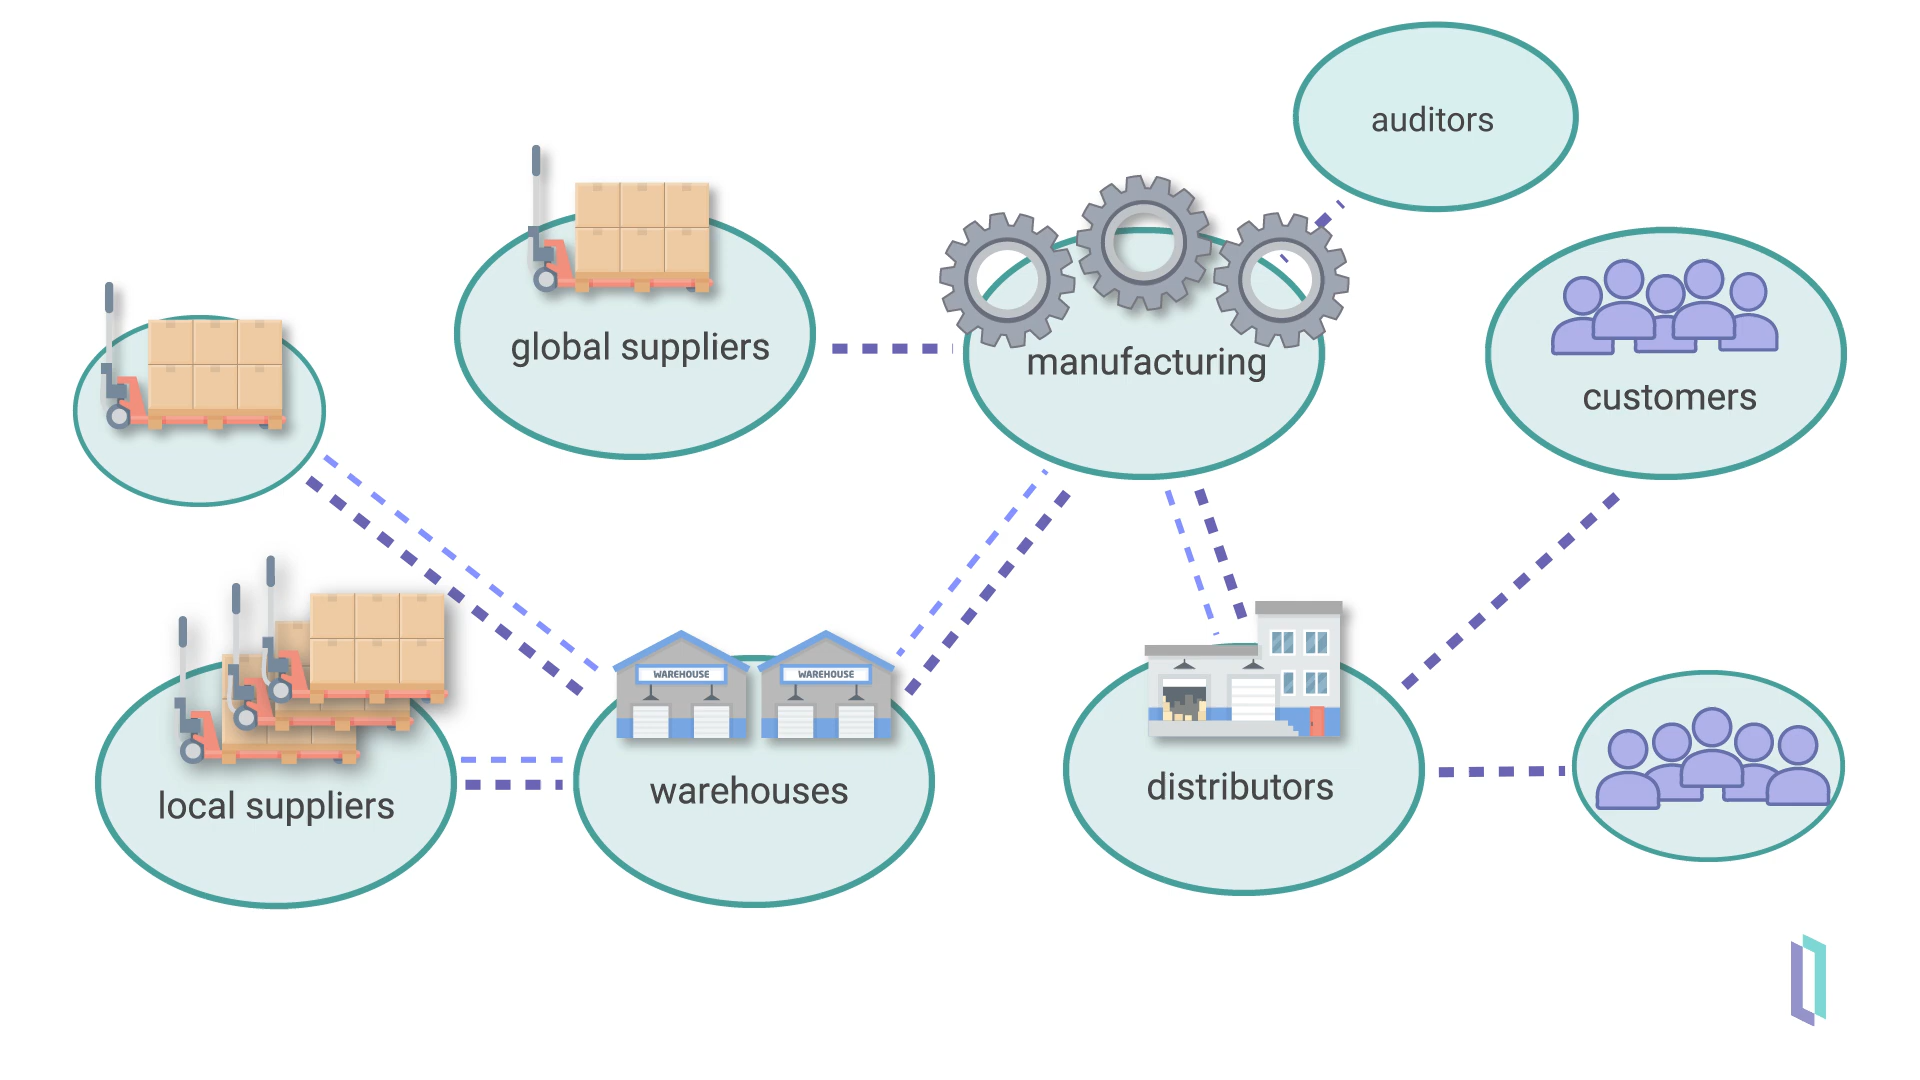 auditors
global suppliers
manufacturing
customers
WAREHOUSE
WAREHOUSE
local suppliers
warehouses
distributors